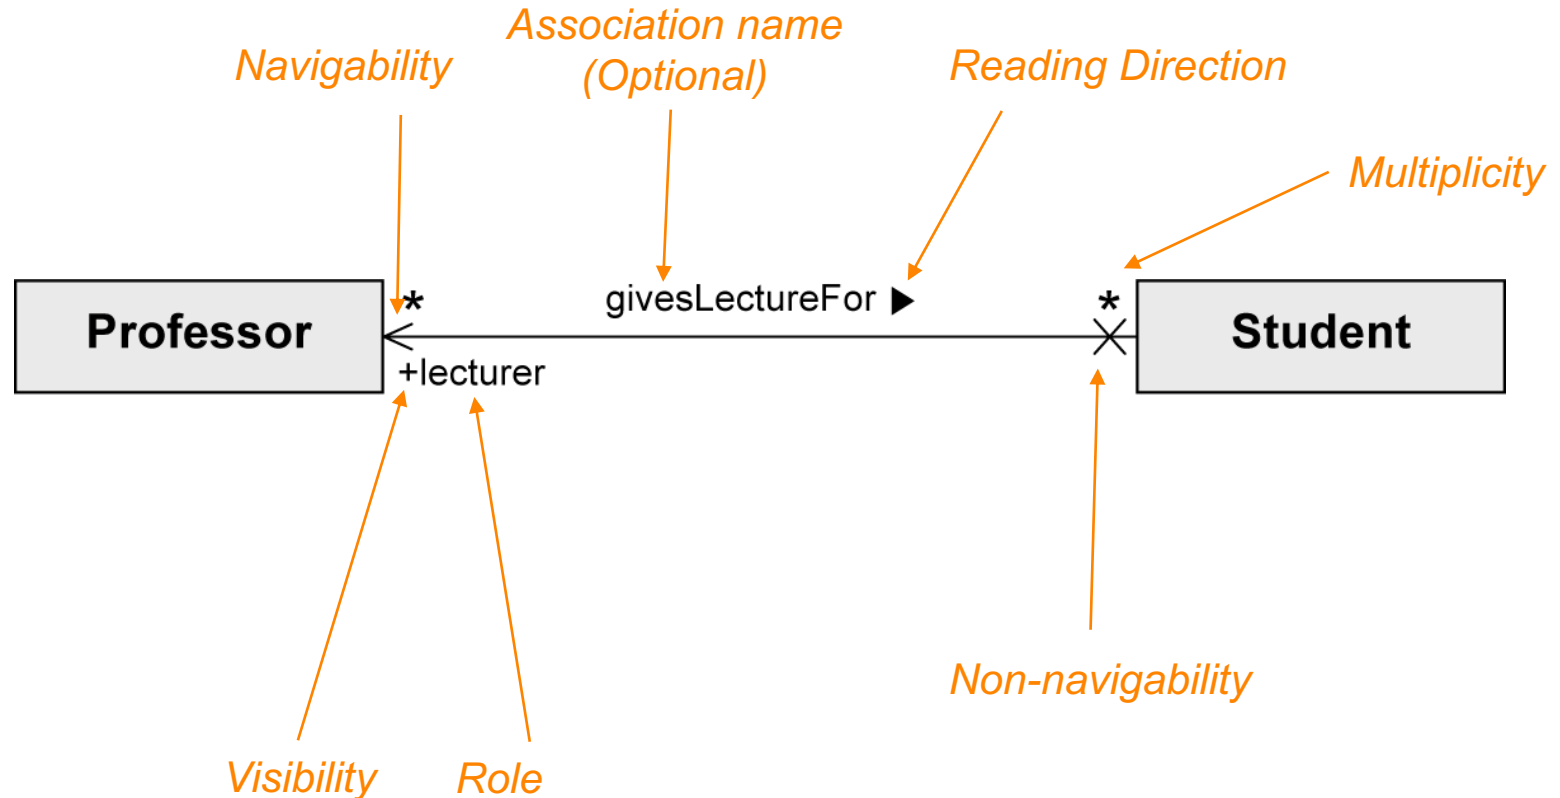 Association name
(Optional)
Navigability
Reading Direction
Multiplicity
Professor
*
givesLectureFor ▶
*
Student
+lecturer
Non-navigability
Visibility
Role